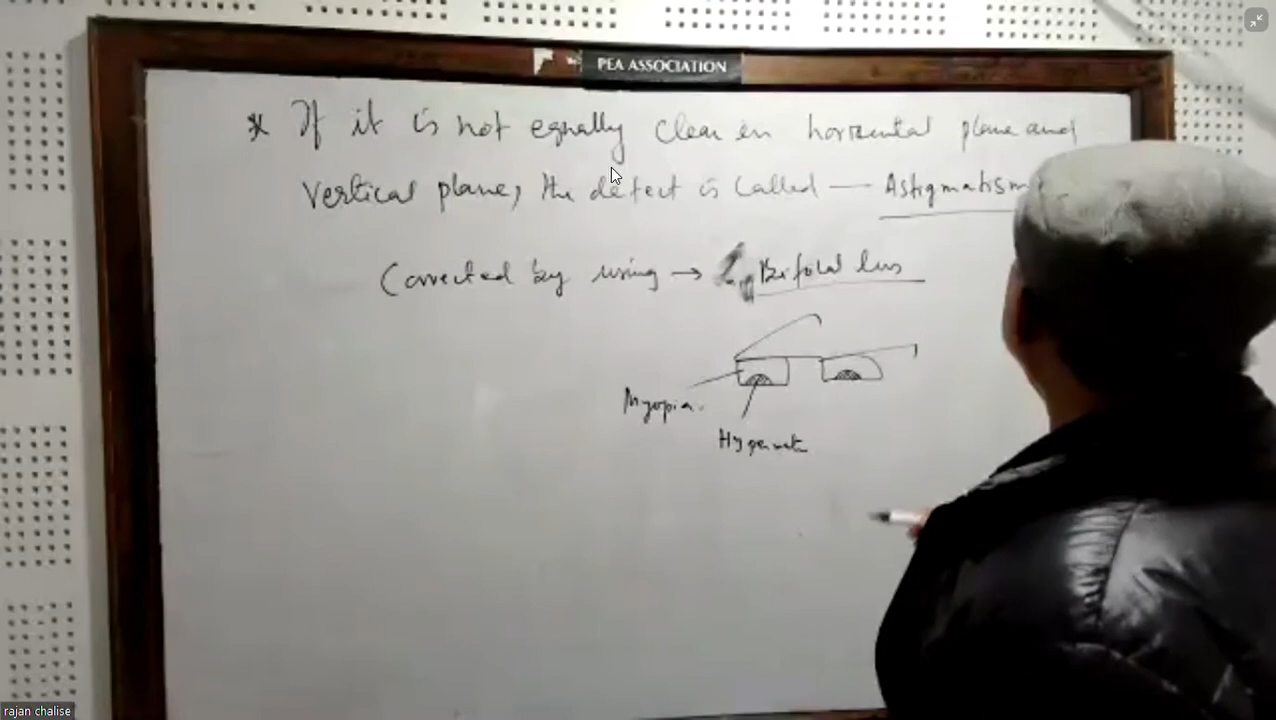 PEA ASSOCIATION
* If it is not equally clear in horizontal plane and
vertical plane, the defect is called — Astigmatism
Corrected by using → Bifocal lens
Myopia.
Hypermet
rajan chalise